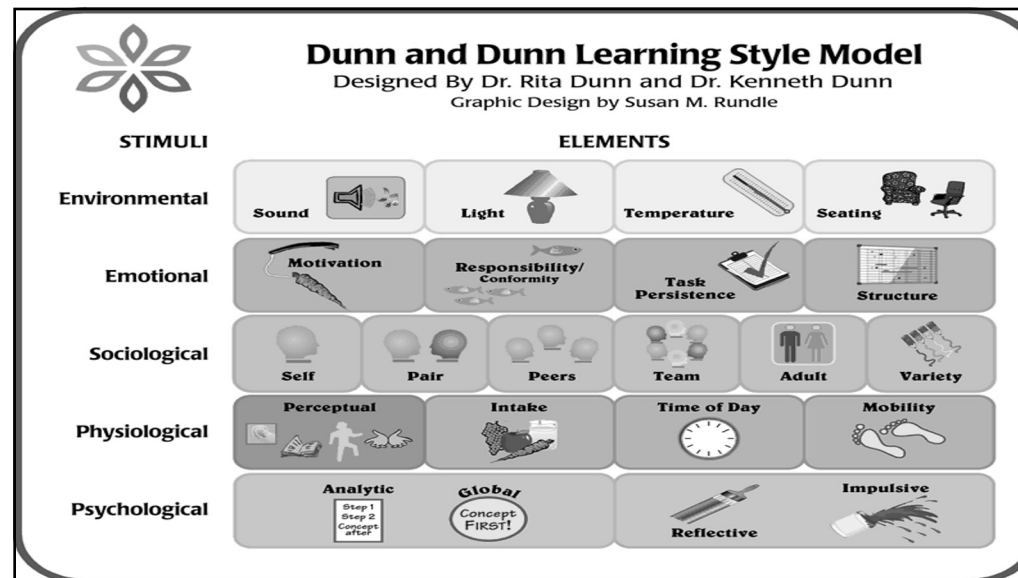 Dunn and Dunn Learning Style Model
Designed By Dr. Rita Dunn and Dr. Kenneth Dunn
Graphic Design by Susan M. Rundle
STIMULI ELEMENTS
Environmental
Sound
Light
Temperature
Seating
Emotional
Motivation
Responsibility/
Conformity
Task
Persistence
Structure
Sociological
Self
Pair
Peers
Team
Adult
Variety
Physiological
Perceptual
Intake
Time of Day
Mobility
Psychological
Analytic
Step 1
Step 2
Concept
after
Global
Concept
FIRST!
Reflective
Impulsive